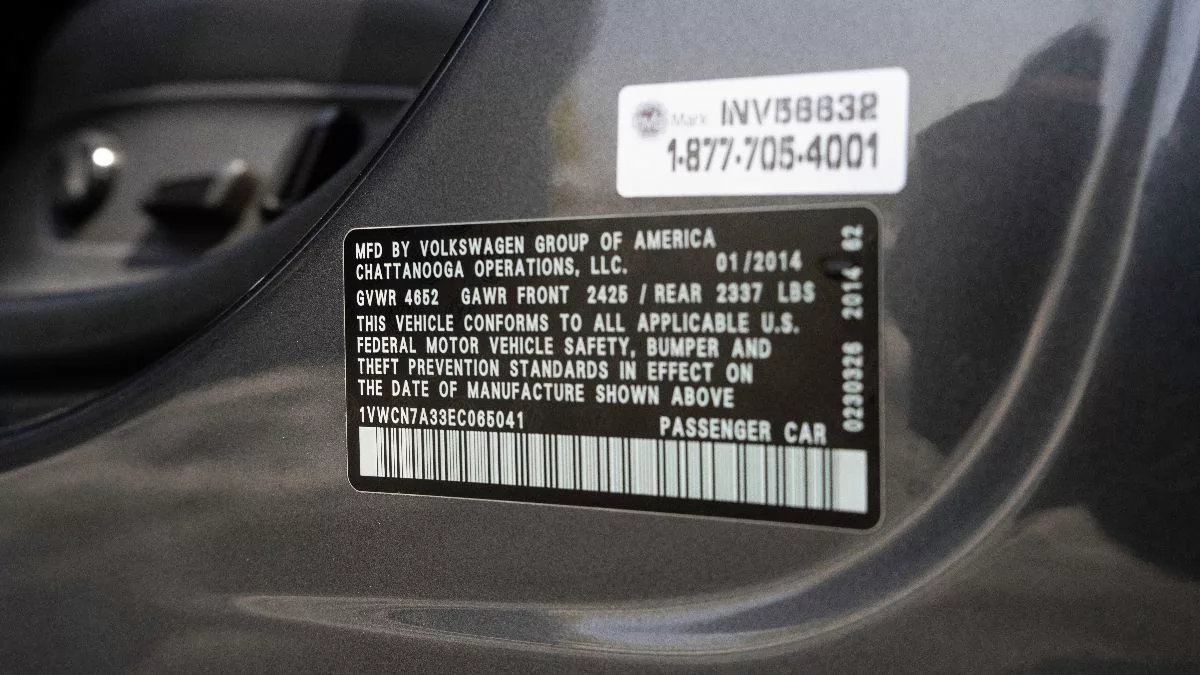 Mark INV56632
1·877·705·4001
MFD BY VOLKSWAGEN GROUP OF AMERICA
CHATTANOOGA OPERATIONS, LLC. 01/2014
GVWR 4652 GAWR FRONT 2425 / REAR 2337 LBS
THIS VEHICLE CONFORMS TO ALL APPLICABLE U.S.
FEDERAL MOTOR VEHICLE SAFETY, BUMPER AND
THEFT PREVENTION STANDARDS IN EFFECT ON
THE DATE OF MANUFACTURE SHOWN ABOVE
1VWCN7A33EC065041 PASSENGER CAR
0230326 2014 62